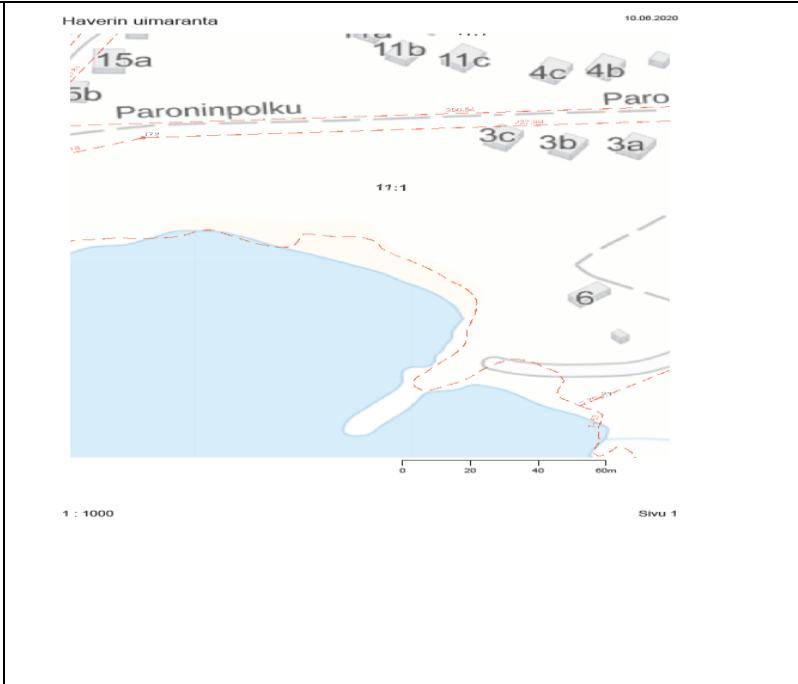 Haverin uimaranta 10.06.2020
11b 11c 4c 4b
15a
5b
Paroninpolku Paro
3c 3b 3a
11:1
6
0 20 40 60m
1 : 1000 Sivu 1